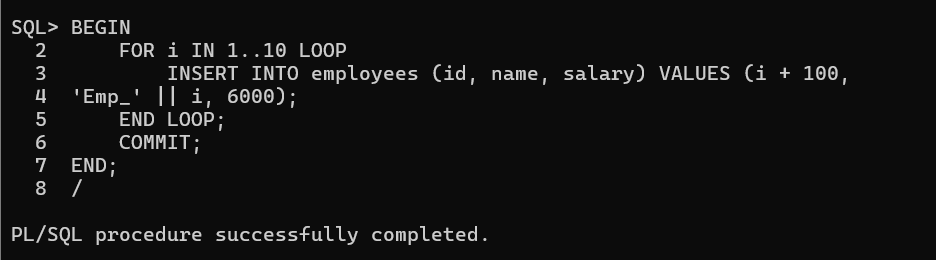 SQL> BEGIN
  2      FOR i IN 1..10 LOOP
  3          INSERT INTO employees (id, name, salary) VALUES (i + 100,
  4  'Emp_' || i, 6000);
  5      END LOOP;
  6      COMMIT;
  7  END;
  8  /
PL/SQL procedure successfully completed.